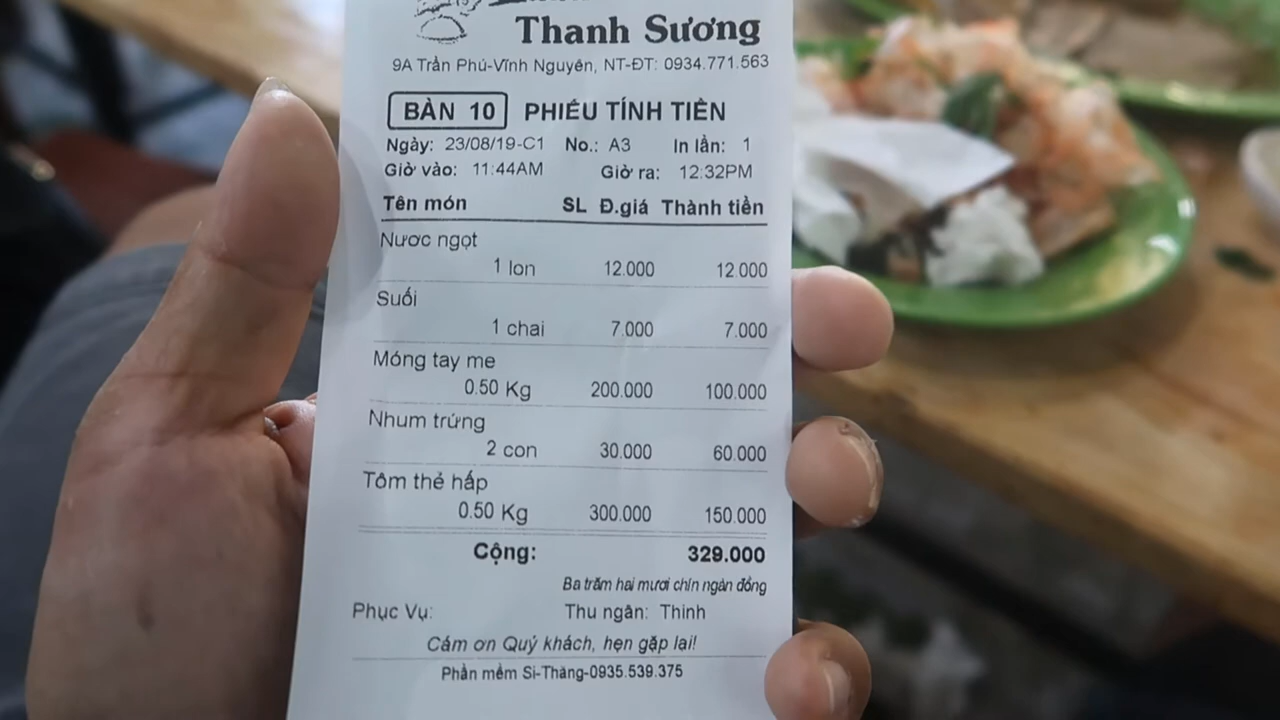 Thanh Sương
9A Trần Phú-Vĩnh Nguyên, NT-ĐT: 0934.771.563
BÀN 10 PHIẾU TÍNH TIỀN
Ngày: 23/08/19-C1 No.: A3 In lần: 1
Giờ vào: 11:44AM Giờ ra: 12:32PM
Tên món SL Đ.giá Thành tiền
Nươc ngọt
1 lon 12.000 12.000
Suối
1 chai 7.000 7.000
Móng tay me
0.50 Kg 200.000 100.000
Nhum trứng
2 con 30.000 60.000
Tôm thẻ hấp
0.50 Kg 300.000 150.000
Cộng: 329.000
Ba trăm hai mươi chín ngàn đồng
Phục Vụ: Thu ngân: Thinh
Cám ơn Quý khách, hẹn gặp lại!
Phần mềm Si-Thăng-0935.539.375